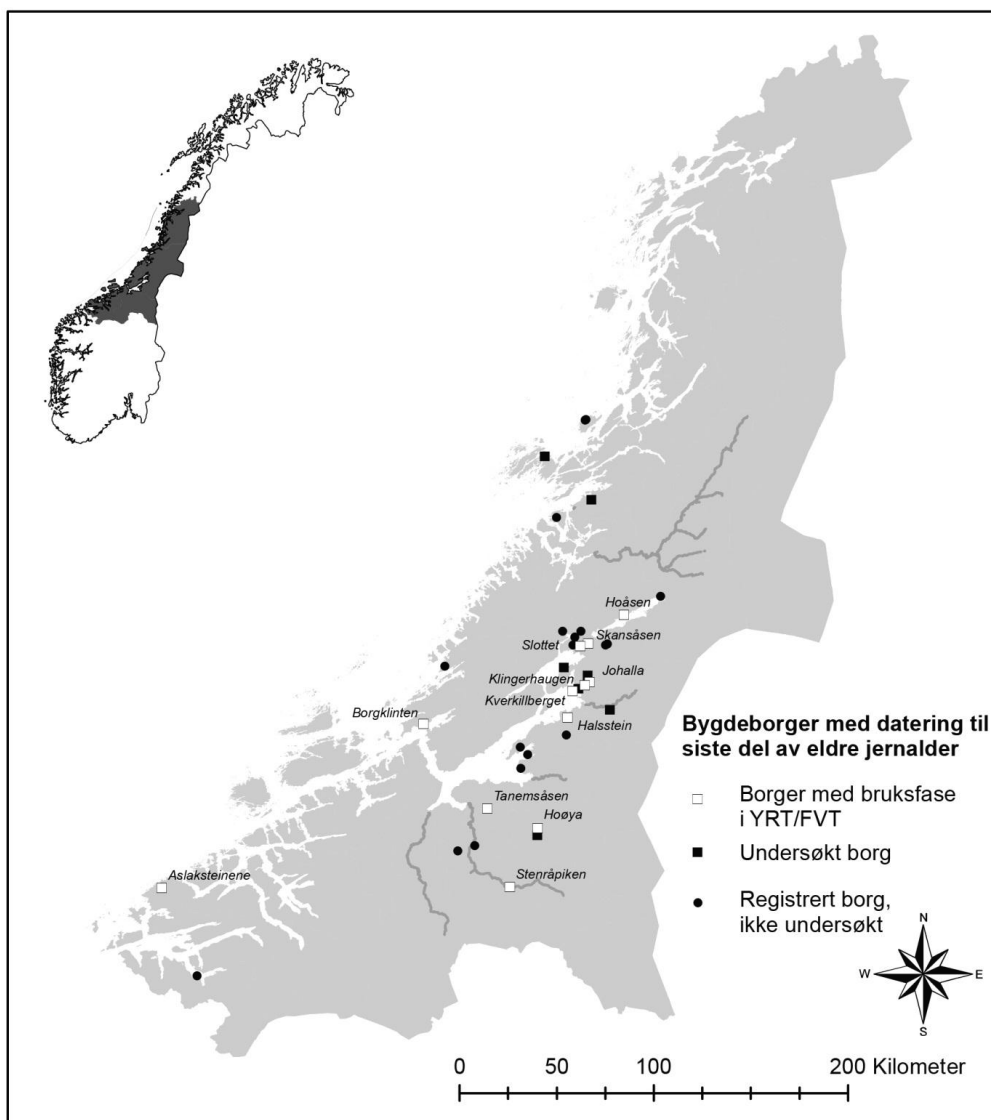 Hoåsen
Skansåsen
Slottet
Johalla
Klingerhaugen
Kverkillberget
Halsstein
Borgklinten
Tanemsåsen
Hoøya
Stenråpiken
Aslaksteinene
Bygdeborger med datering til
siste del av eldre jernalder
Borger med bruksfase
i YRT/FVT
Undersøkt borg
Registrert borg,
ikke undersøkt
N
W E
S
0 50 100 200 Kilometer